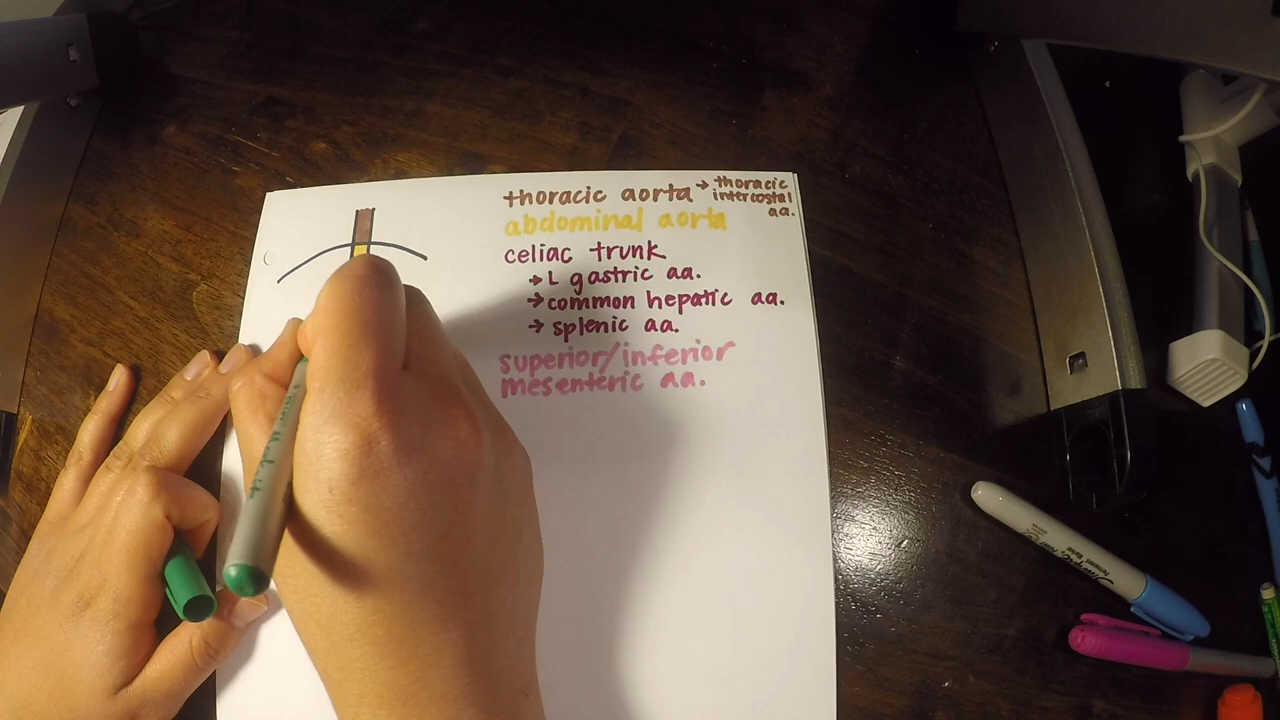 thoracic aorta → thoracic
intercostal
aa.
abdominal aorta
celiac trunk
→ L gastric aa.
→ common hepatic aa.
→ splenic aa.
superior/inferior
mesenteric aa.
Sharpie